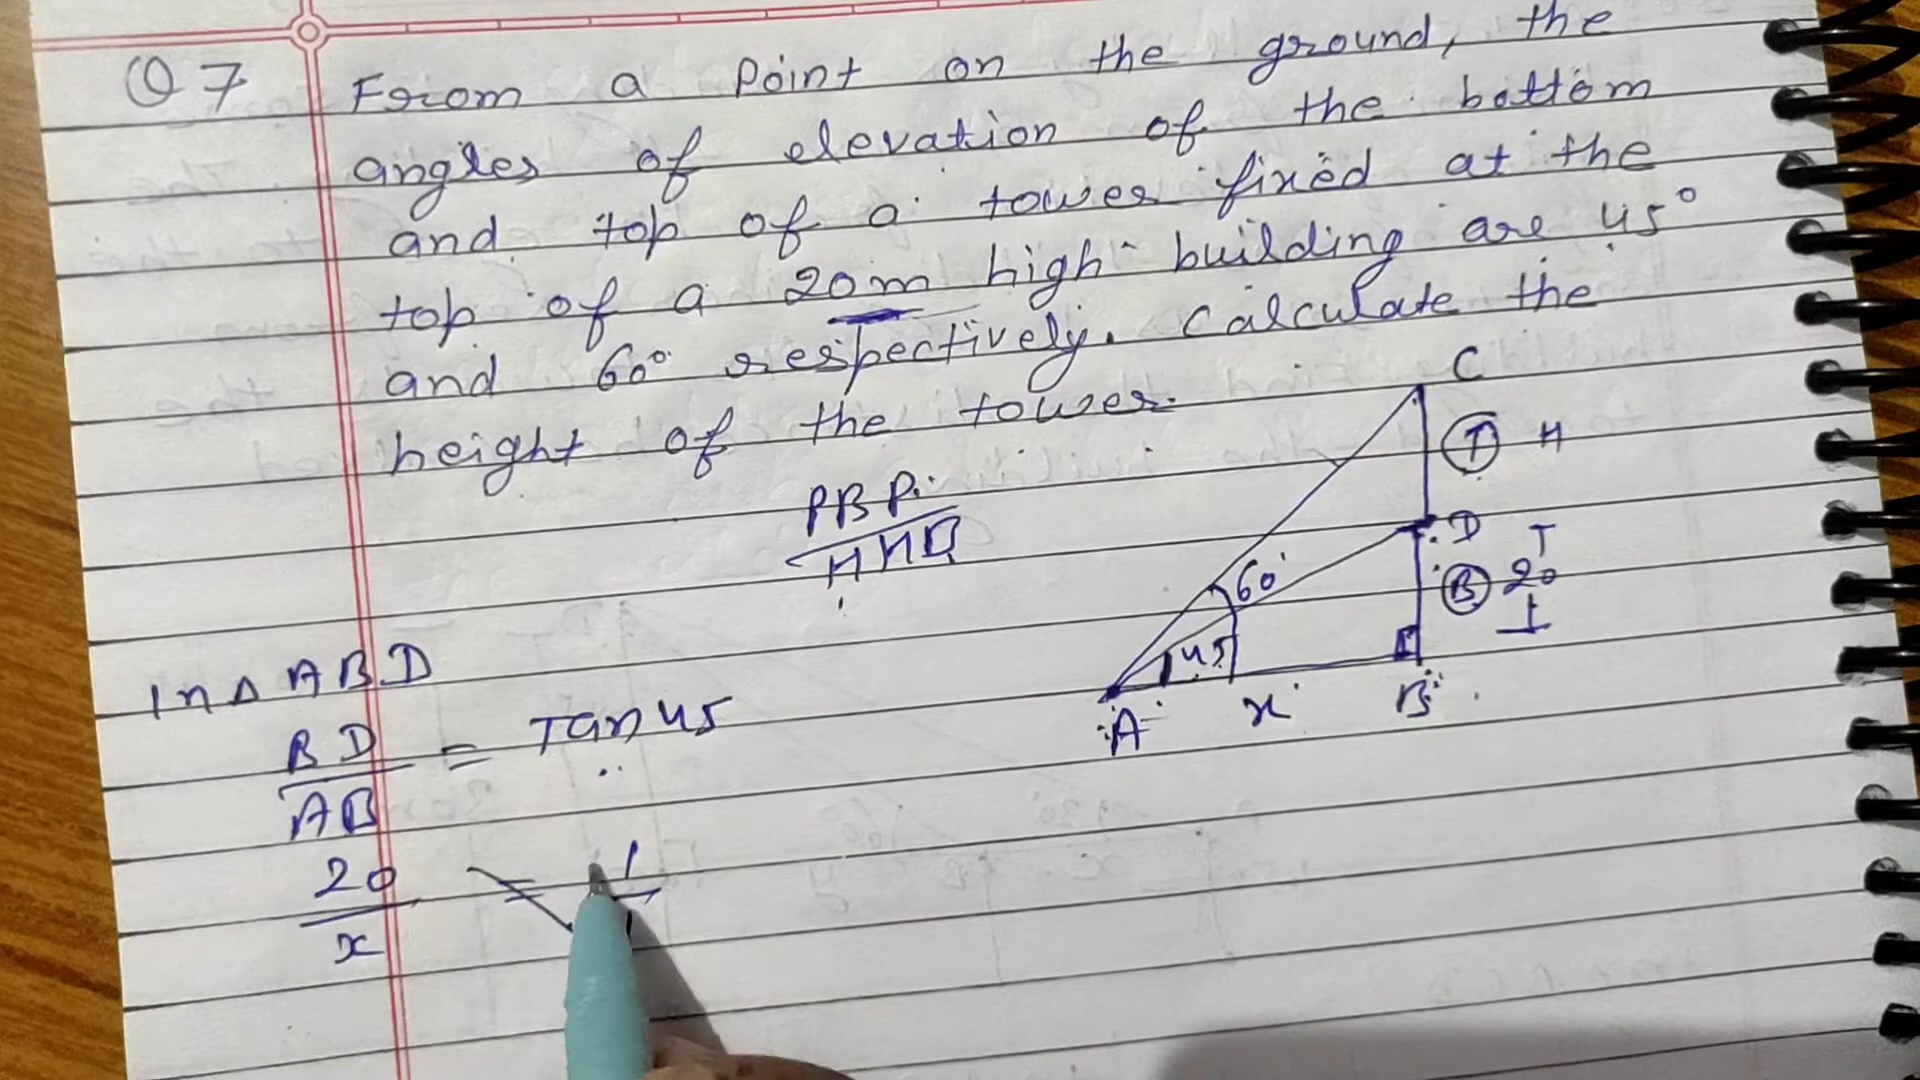 Q7 From a point on the ground, the
angles of elevation of the bottom
and top of a tower fixed at the
top of a 20m high building are 45°
and 60° respectively. Calculate the
height of the tower.
PBP
HHB
C
T H
D T
60°
B 20
45
A x B
In Δ ABD
BD = Tan 45
AB
20 = 1
x